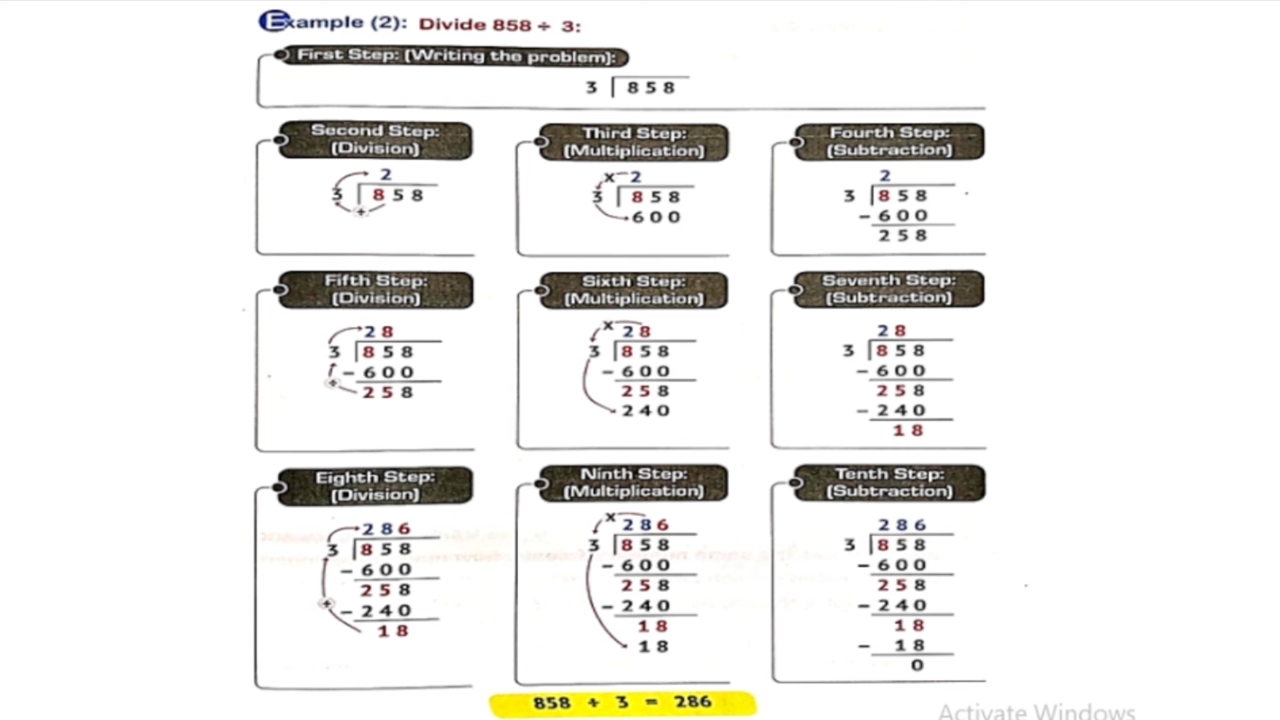 Example (2): Divide 858 ÷ 3:
First Step: (Writing the problem):
3 858
Second Step:
(Division)
2
3 858
÷
Third Step:
(Multiplication)
× 2
3 858
600
Fourth Step:
(Subtraction)
2
3 858
- 600
258
Fifth Step:
(Division)
28
3 858
- 600
÷ 258
Sixth Step:
(Multiplication)
× 28
3 858
- 600
258
240
Seventh Step:
(Subtraction)
28
3 858
- 600
258
- 240
18
Eighth Step:
(Division)
286
3 858
- 600
258
÷ - 240
18
Ninth Step:
(Multiplication)
× 286
3 858
- 600
258
- 240
18
18
Tenth Step:
(Subtraction)
286
3 858
- 600
258
- 240
18
- 18
0
858 ÷ 3 = 286
Activate Windows